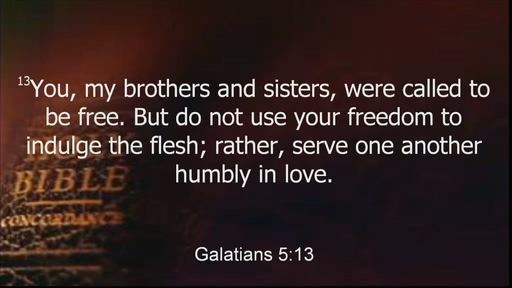 13You, my brothers and sisters, were called to
be free. But do not use your freedom to
indulge the flesh; rather, serve one another
humbly in love.
BIBLE
CONCORDANCE
Galatians 5:13